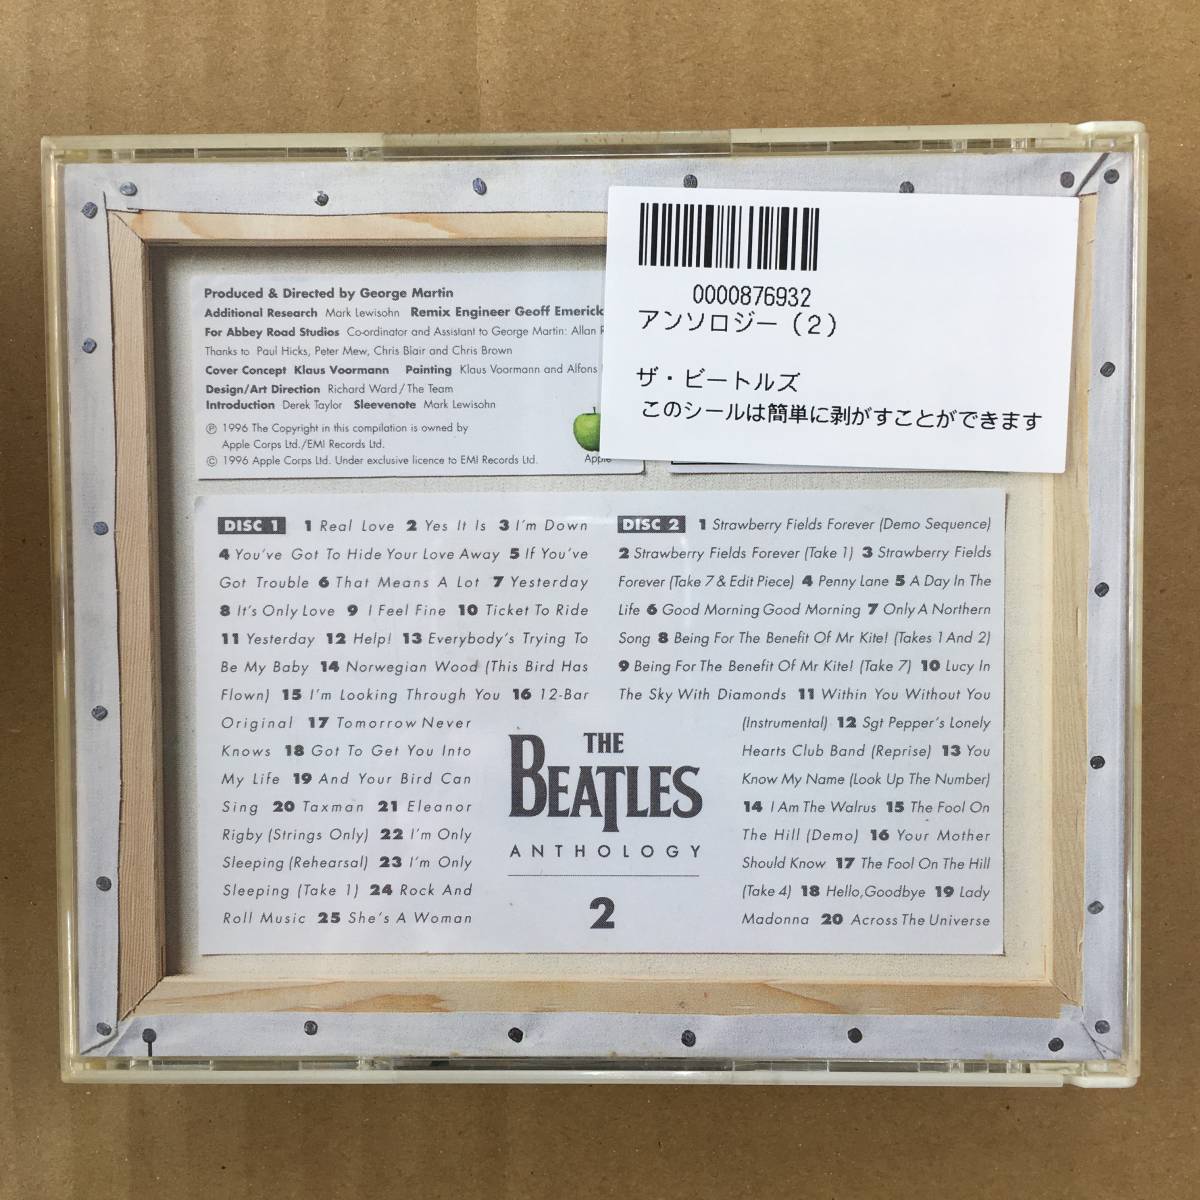 Produced & Directed by George Martin
Additional Research Mark Lewisohn Remix Engineer Geoff Emerick
For Abbey Road Studios Co-ordinator and Assistant to George Martin: Allan
Thanks to Paul Hicks, Peter Mew, Chris Blair and Chris Brown
Cover Concept Klaus Voormann Painting Klaus Voormann and Alfons
Design/Art Direction Richard Ward/The Team
Introduction Derek Taylor Sleevenote Mark Lewisohn
℗ 1996 The Copyright in this compilation is owned by
Apple Corps Ltd./EMI Records Ltd.
© 1996 Apple Corps Ltd. Under exclusive licence to EMI Records Ltd.
Apple
0000876932
アンソロジー(2)
ザ・ビートルズ
このシールは簡単に剥がすことができます
DISC 1 1 Real Love 2 Yes It Is 3 I'm Down
4 You've Got To Hide Your Love Away 5 If You've
Got Trouble 6 That Means A Lot 7 Yesterday
8 It's Only Love 9 I Feel Fine 10 Ticket To Ride
11 Yesterday 12 Help! 13 Everybody's Trying To
Be My Baby 14 Norwegian Wood (This Bird Has
Flown) 15 I'm Looking Through You 16 12-Bar
Original 17 Tomorrow Never
Knows 18 Got To Get You Into
My Life 19 And Your Bird Can
Sing 20 Taxman 21 Eleanor
Rigby (Strings Only) 22 I'm Only
Sleeping (Rehearsal) 23 I'm Only
Sleeping (Take 1) 24 Rock And
Roll Music 25 She's A Woman
THE
BEATLES
ANTHOLOGY
2
DISC 2 1 Strawberry Fields Forever (Demo Sequence)
2 Strawberry Fields Forever (Take 1) 3 Strawberry Fields
Forever (Take 7 & Edit Piece) 4 Penny Lane 5 A Day In The
Life 6 Good Morning Good Morning 7 Only A Northern
Song 8 Being For The Benefit Of Mr Kite! (Takes 1 And 2)
9 Being For The Benefit Of Mr Kite! (Take 7) 10 Lucy In
The Sky With Diamonds 11 Within You Without You
(Instrumental) 12 Sgt Pepper's Lonely
Hearts Club Band (Reprise) 13 You
Know My Name (Look Up The Number)
14 I Am The Walrus 15 The Fool On
The Hill (Demo) 16 Your Mother
Should Know 17 The Fool On The Hill
(Take 4) 18 Hello,Goodbye 19 Lady
Madonna 20 Across The Universe